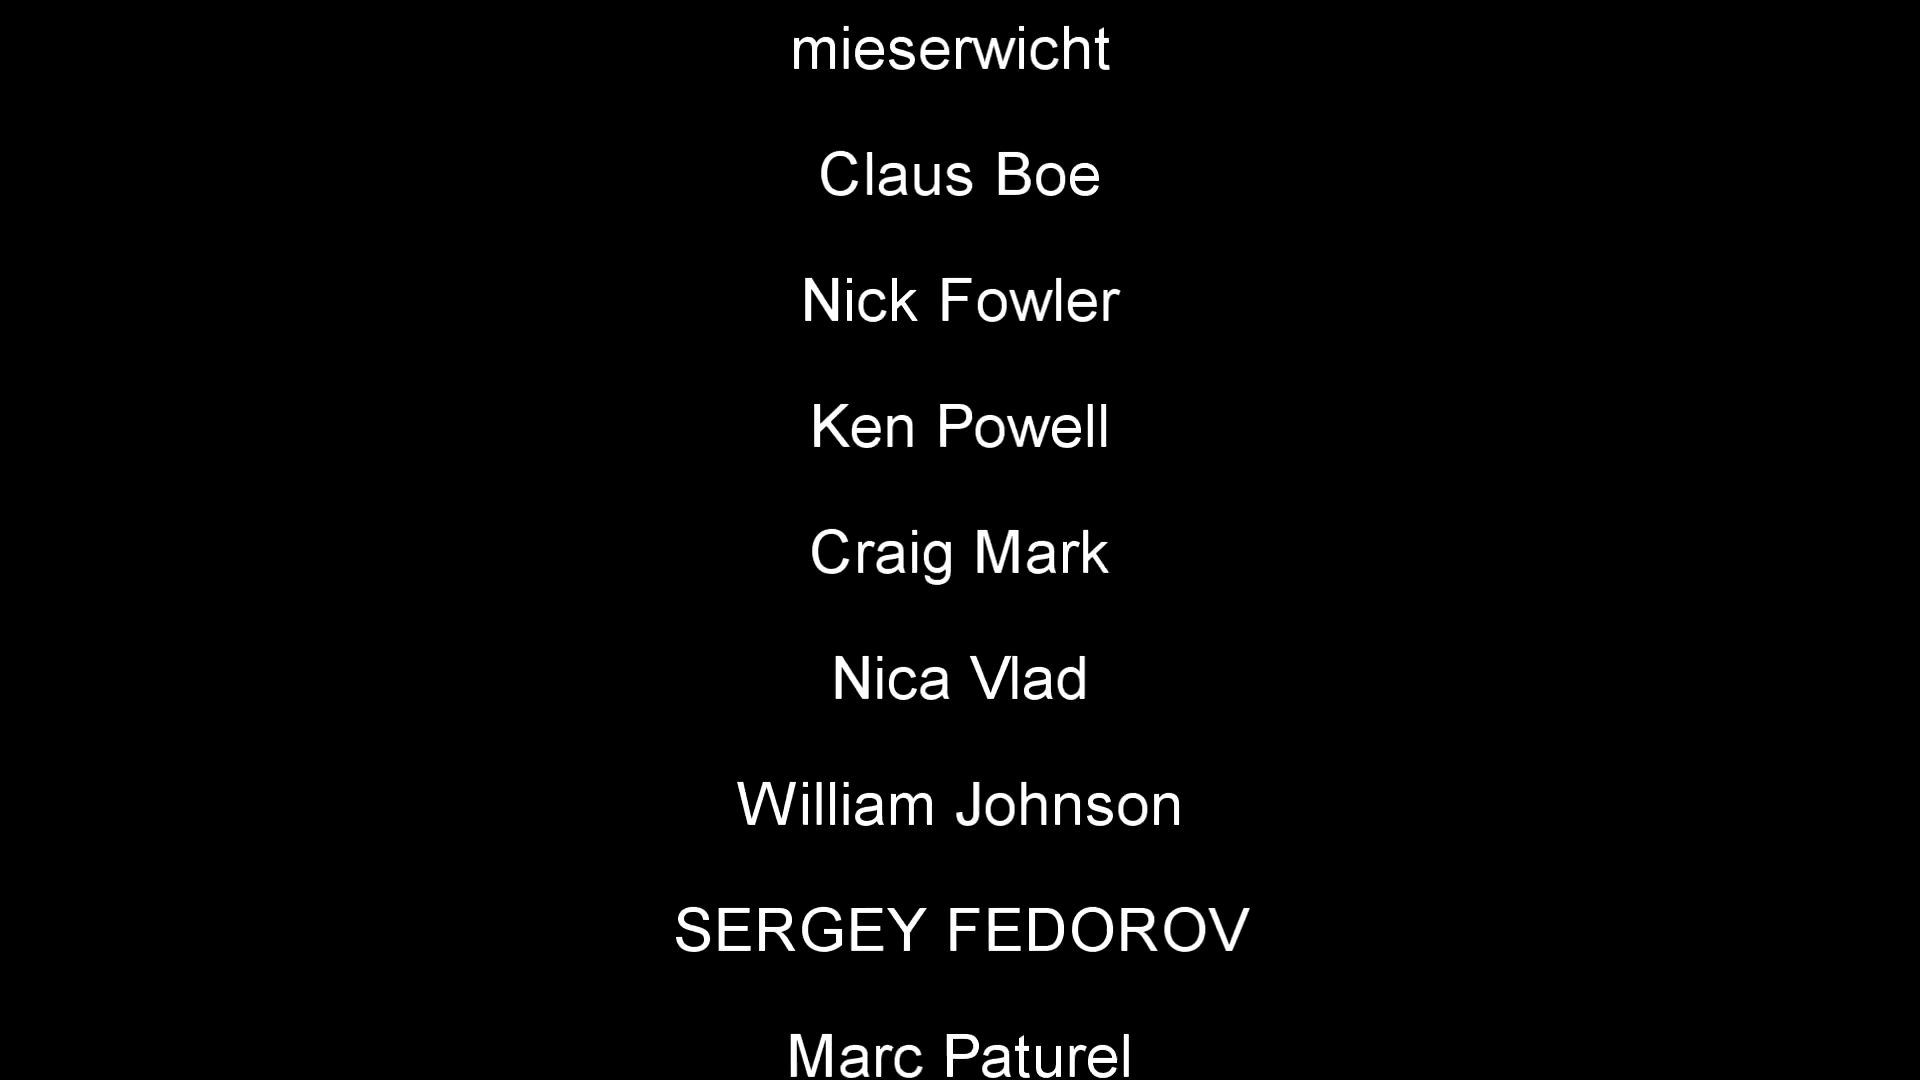 mieserwicht
Claus Boe
Nick Fowler
Ken Powell
Craig Mark
Nica Vlad
William Johnson
SERGEY FEDOROV
Marc Paturel